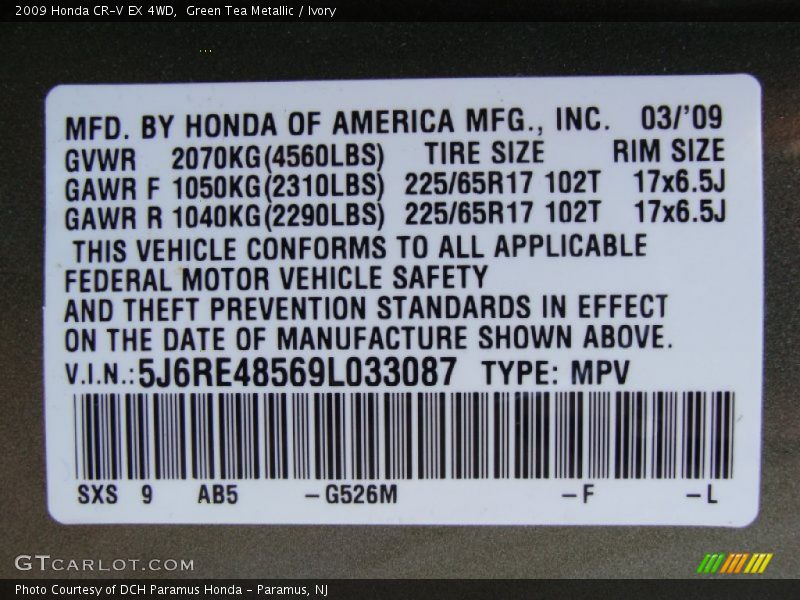 2009 Honda CR-V EX 4WD,  Green Tea Metallic / Ivory
MFD. BY HONDA OF AMERICA MFG., INC. 03/'09
GVWR 2070KG(4560LBS) TIRE SIZE RIM SIZE
GAWR F 1050KG(2310LBS) 225/65R17 102T 17x6.5J
GAWR R 1040KG(2290LBS) 225/65R17 102T 17x6.5J
THIS VEHICLE CONFORMS TO ALL APPLICABLE
FEDERAL MOTOR VEHICLE SAFETY
AND THEFT PREVENTION STANDARDS IN EFFECT
ON THE DATE OF MANUFACTURE SHOWN ABOVE.
V.I.N.: 5J6RE48569L033087 TYPE: MPV
SXS 9 AB5 -G526M -F -L
GTCARLOT.COM
Photo Courtesy of DCH Paramus Honda - Paramus, NJ